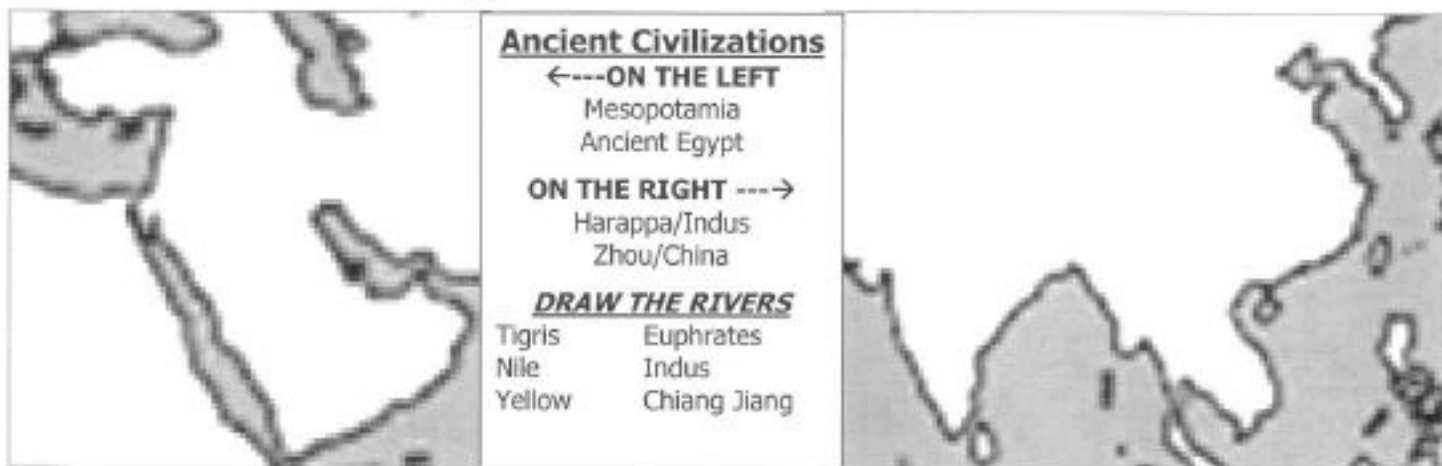 Ancient Civilizations
←---ON THE LEFT
Mesopotamia
Ancient Egypt
ON THE RIGHT ---→
Harappa/Indus
Zhou/China
DRAW THE RIVERS
Tigris Euphrates
Nile Indus
Yellow Chiang Jiang